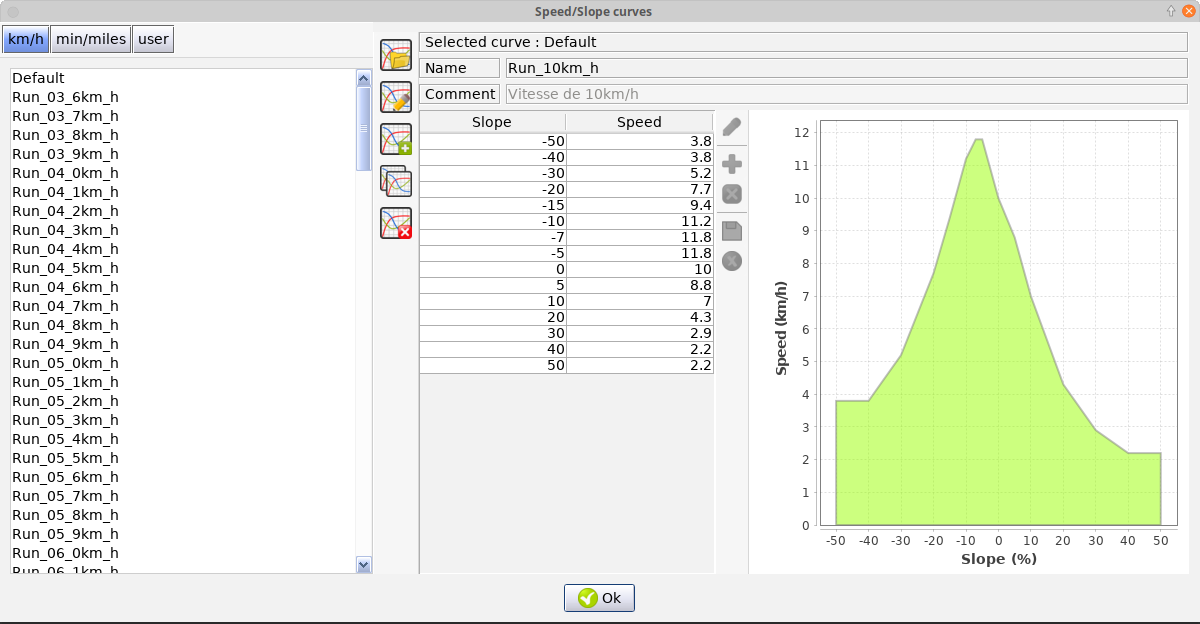 Speed/Slope curves
km/h min/miles user
Default
Run_03_6km_h
Run_03_7km_h
Run_03_8km_h
Run_03_9km_h
Run_04_0km_h
Run_04_1km_h
Run_04_2km_h
Run_04_3km_h
Run_04_4km_h
Run_04_5km_h
Run_04_6km_h
Run_04_7km_h
Run_04_8km_h
Run_04_9km_h
Run_05_0km_h
Run_05_1km_h
Run_05_2km_h
Run_05_3km_h
Run_05_4km_h
Run_05_5km_h
Run_05_6km_h
Run_05_7km_h
Run_05_8km_h
Run_05_9km_h
Run_06_0km_h
Run_06_1km_h
Selected curve : Default
Name Run_10km_h
Comment Vitesse de 10km/h
Slope Speed
-50 3.8
-40 3.8
-30 5.2
-20 7.7
-15 9.4
-10 11.2
-7 11.8
-5 11.8
0 10
5 8.8
10 7
20 4.3
30 2.9
40 2.2
50 2.2
Speed (km/h)
12
11
10
9
8
7
6
5
4
3
2
1
0
-50 -40 -30 -20 -10 0 10 20 30 40 50
Slope (%)
Ok